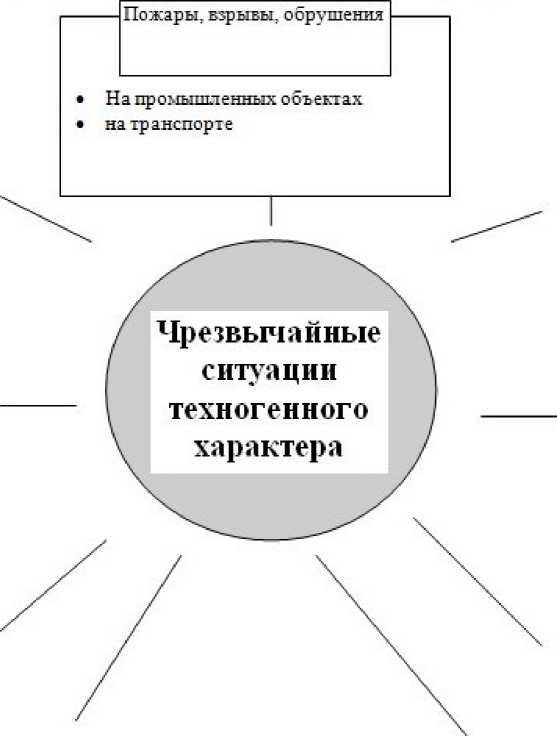 Пожары, взрывы, обрушения
• На промышленных объектах
• на транспорте
Чрезвычайные
ситуации
техногенного
характера